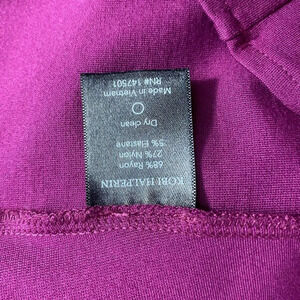 KOBI HALPERIN
68% Rayon
27% Nylon
5% Elastane
Dry clean
Made in Vietnam
RN# 147501